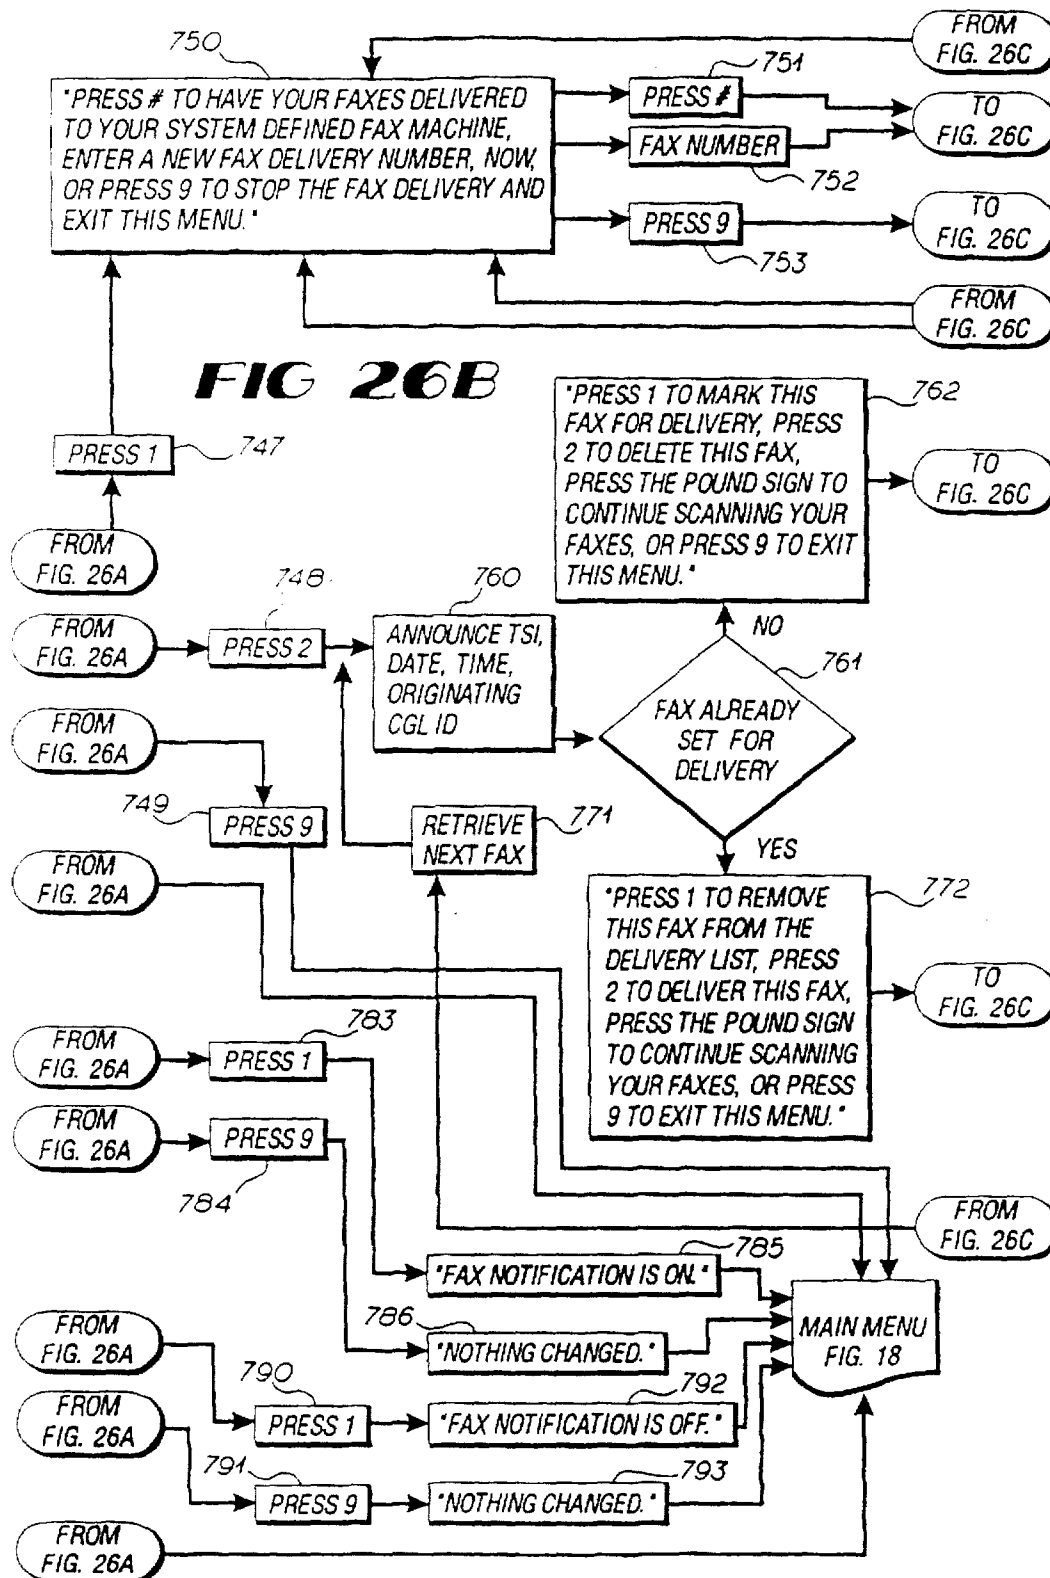 FROM
FIG. 26C
750
751
"PRESS # TO HAVE YOUR FAXES DELIVERED
TO YOUR SYSTEM DEFINED FAX MACHINE,
ENTER A NEW FAX DELIVERY NUMBER, NOW,
OR PRESS 9 TO STOP THE FAX DELIVERY AND
EXIT THIS MENU."
PRESS #
TO
FIG. 26C
FAX NUMBER
752
PRESS 9
753
TO
FIG. 26C
FROM
FIG. 26C
FIG 26B
PRESS 1
747
FROM
FIG. 26A
762
"PRESS 1 TO MARK THIS
FAX FOR DELIVERY, PRESS
2 TO DELETE THIS FAX,
PRESS THE POUND SIGN TO
CONTINUE SCANNING YOUR
FAXES, OR PRESS 9 TO EXIT
THIS MENU."
TO
FIG. 26C
748
760
FROM
FIG. 26A
PRESS 2
ANNOUNCE TSI,
DATE, TIME,
ORIGINATING
CGL ID
NO
761
FAX ALREADY
SET FOR
DELIVERY
FROM
FIG. 26A
749
PRESS 9
RETRIEVE
NEXT FAX
771
YES
FROM
FIG. 26A
772
"PRESS 1 TO REMOVE
THIS FAX FROM THE
DELIVERY LIST, PRESS
2 TO DELIVER THIS FAX,
PRESS THE POUND SIGN
TO CONTINUE SCANNING
YOUR FAXES, OR PRESS
9 TO EXIT THIS MENU."
TO
FIG. 26C
783
FROM
FIG. 26A
PRESS 1
FROM
FIG. 26A
PRESS 9
784
FROM
FIG. 26C
785
"FAX NOTIFICATION IS ON."
786
"NOTHING CHANGED."
MAIN MENU
FIG. 18
FROM
FIG. 26A
790
PRESS 1
792
"FAX NOTIFICATION IS OFF."
FROM
FIG. 26A
791
PRESS 9
793
"NOTHING CHANGED."
FROM
FIG. 26A